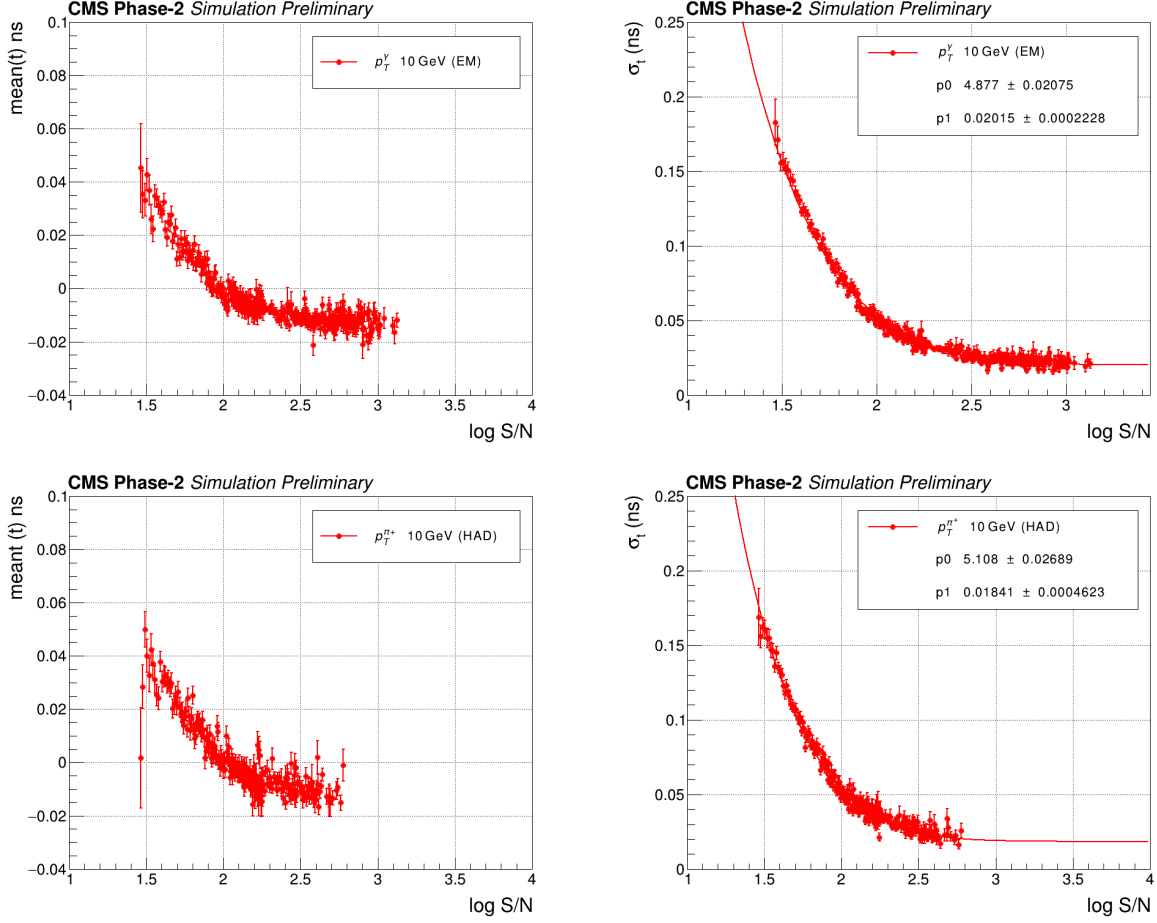 CMS Phase-2 Simulation Preliminary
mean(t) ns
0.1
0.08
0.06
0.04
0.02
0
−0.02
−0.04
p_T^γ 10 GeV (EM)
1 1.5 2 2.5 3 3.5 4
log S/N
CMS Phase-2 Simulation Preliminary
σ_t (ns)
0.25
0.2
0.15
0.1
0.05
0
p_T^γ 10 GeV (EM)
p0 4.877 ± 0.02075
p1 0.02015 ± 0.0002228
1 1.5 2 2.5 3
log S/N
CMS Phase-2 Simulation Preliminary
meant (t) ns
0.1
0.08
0.06
0.04
0.02
0
−0.02
−0.04
p_T^π+ 10 GeV (HAD)
1 1.5 2 2.5 3 3.5 4
log S/N
CMS Phase-2 Simulation Preliminary
σ_t (ns)
0.25
0.2
0.15
0.1
0.05
0
p_T^π+ 10 GeV (HAD)
p0 5.108 ± 0.02689
p1 0.01841 ± 0.0004623
1 1.5 2 2.5 3 3.5 4
log S/N